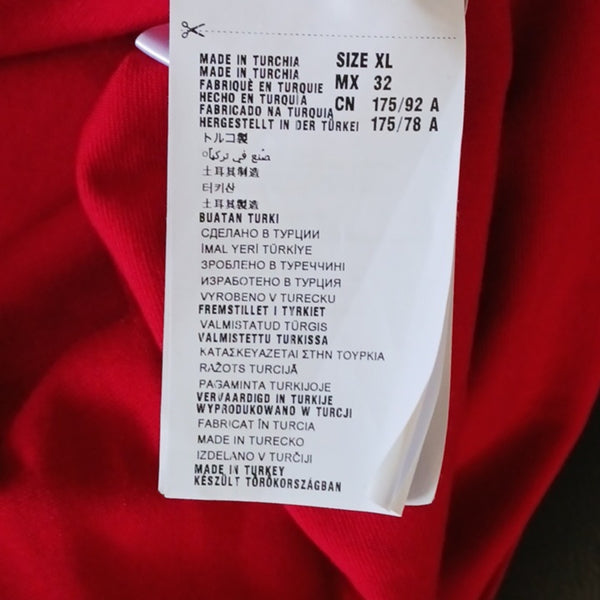 MADE IN TURCHIA
MADE IN TURCHIA
FABRIQUÈ EN TURQUIE
HECHO EN TURQUIA
FABRICADO NA TURQUIA
HERGESTELLT IN DER TÜRKEI
SIZE XL
MX 32
CN 175/92 A
175/78 A
トルコ製
صنع في تركيا
土耳其制造
터키산
土耳其製造
BUATAN TURKI
СДЕЛАНО В ТУРЦИИ
İMAL YERİ TÜRKİYE
ЗРОБЛЕНО В ТУРЕЧЧИНІ
ИЗРАБОТЕНО В ТУРЦИЯ
VYROBENO V TURECKU
FREMSTILLET I TYRKIET
VALMISTATUD TÜRGIS
VALMISTETTU TURKISSA
ΚΑΤΑΣΚΕΥΑΖΕΤΑΙ ΣΤΗΝ ΤΟΥΡΚΙΑ
RAŽOTS TURCIJĀ
PAGAMINTA TURKIJOJE
VERVAARDIGD IN TURKIJE
WYPRODUKOWANO W TURCJI
FABRICAT ÎN TURCIA
MADE IN TURECKO
IZDELANO V TURČIJI
MADE IN TURKEY
KÉSZÜLT TÖRÖKORSZÁGBAN